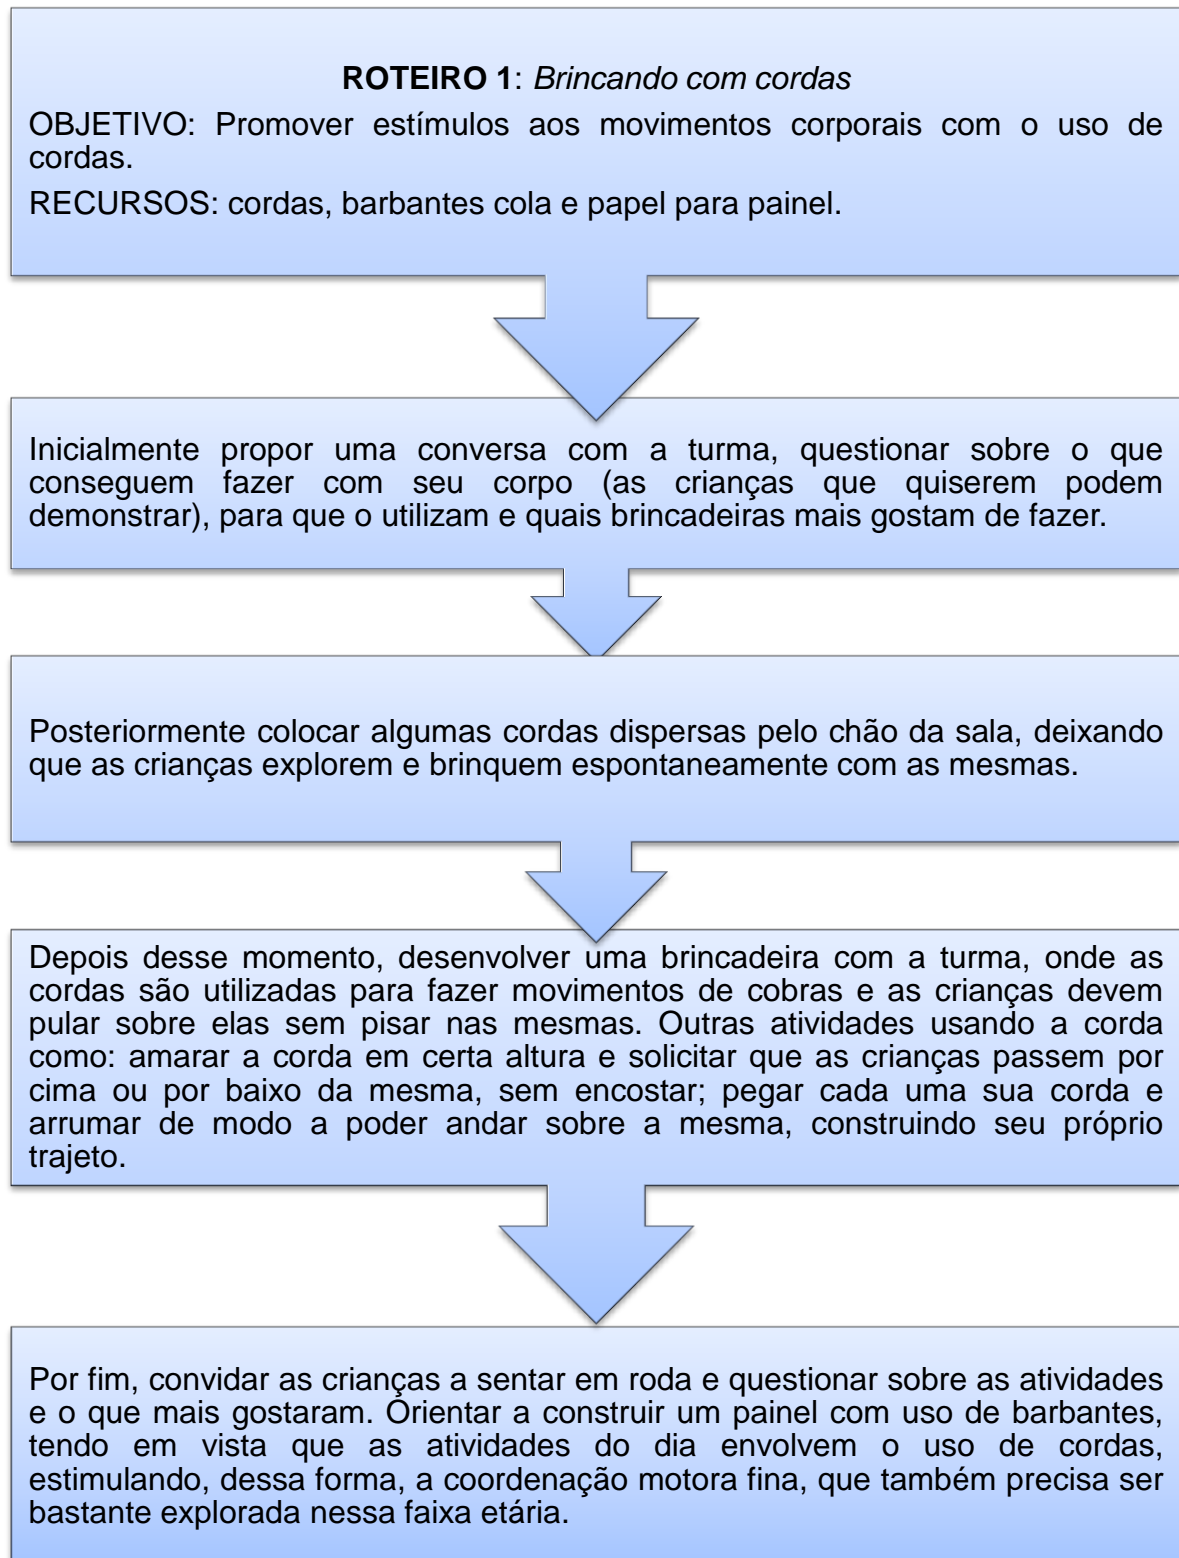 ROTEIRO 1: Brincando com cordas
OBJETIVO: Promover estímulos aos movimentos corporais com o uso de
cordas.
RECURSOS: cordas, barbantes cola e papel para painel.
Inicialmente propor uma conversa com a turma, questionar sobre o que
conseguem fazer com seu corpo (as crianças que quiserem podem
demonstrar), para que o utilizam e quais brincadeiras mais gostam de fazer.
Posteriormente colocar algumas cordas dispersas pelo chão da sala, deixando
que as crianças explorem e brinquem espontaneamente com as mesmas.
Depois desse momento, desenvolver uma brincadeira com a turma, onde as
cordas são utilizadas para fazer movimentos de cobras e as crianças devem
pular sobre elas sem pisar nas mesmas. Outras atividades usando a corda
como: amarar a corda em certa altura e solicitar que as crianças passem por
cima ou por baixo da mesma, sem encostar; pegar cada uma sua corda e
arrumar de modo a poder andar sobre a mesma, construindo seu próprio
trajeto.
Por fim, convidar as crianças a sentar em roda e questionar sobre as atividades
e o que mais gostaram. Orientar a construir um painel com uso de barbantes,
tendo em vista que as atividades do dia envolvem o uso de cordas,
estimulando, dessa forma, a coordenação motora fina, que também precisa ser
bastante explorada nessa faixa etária.